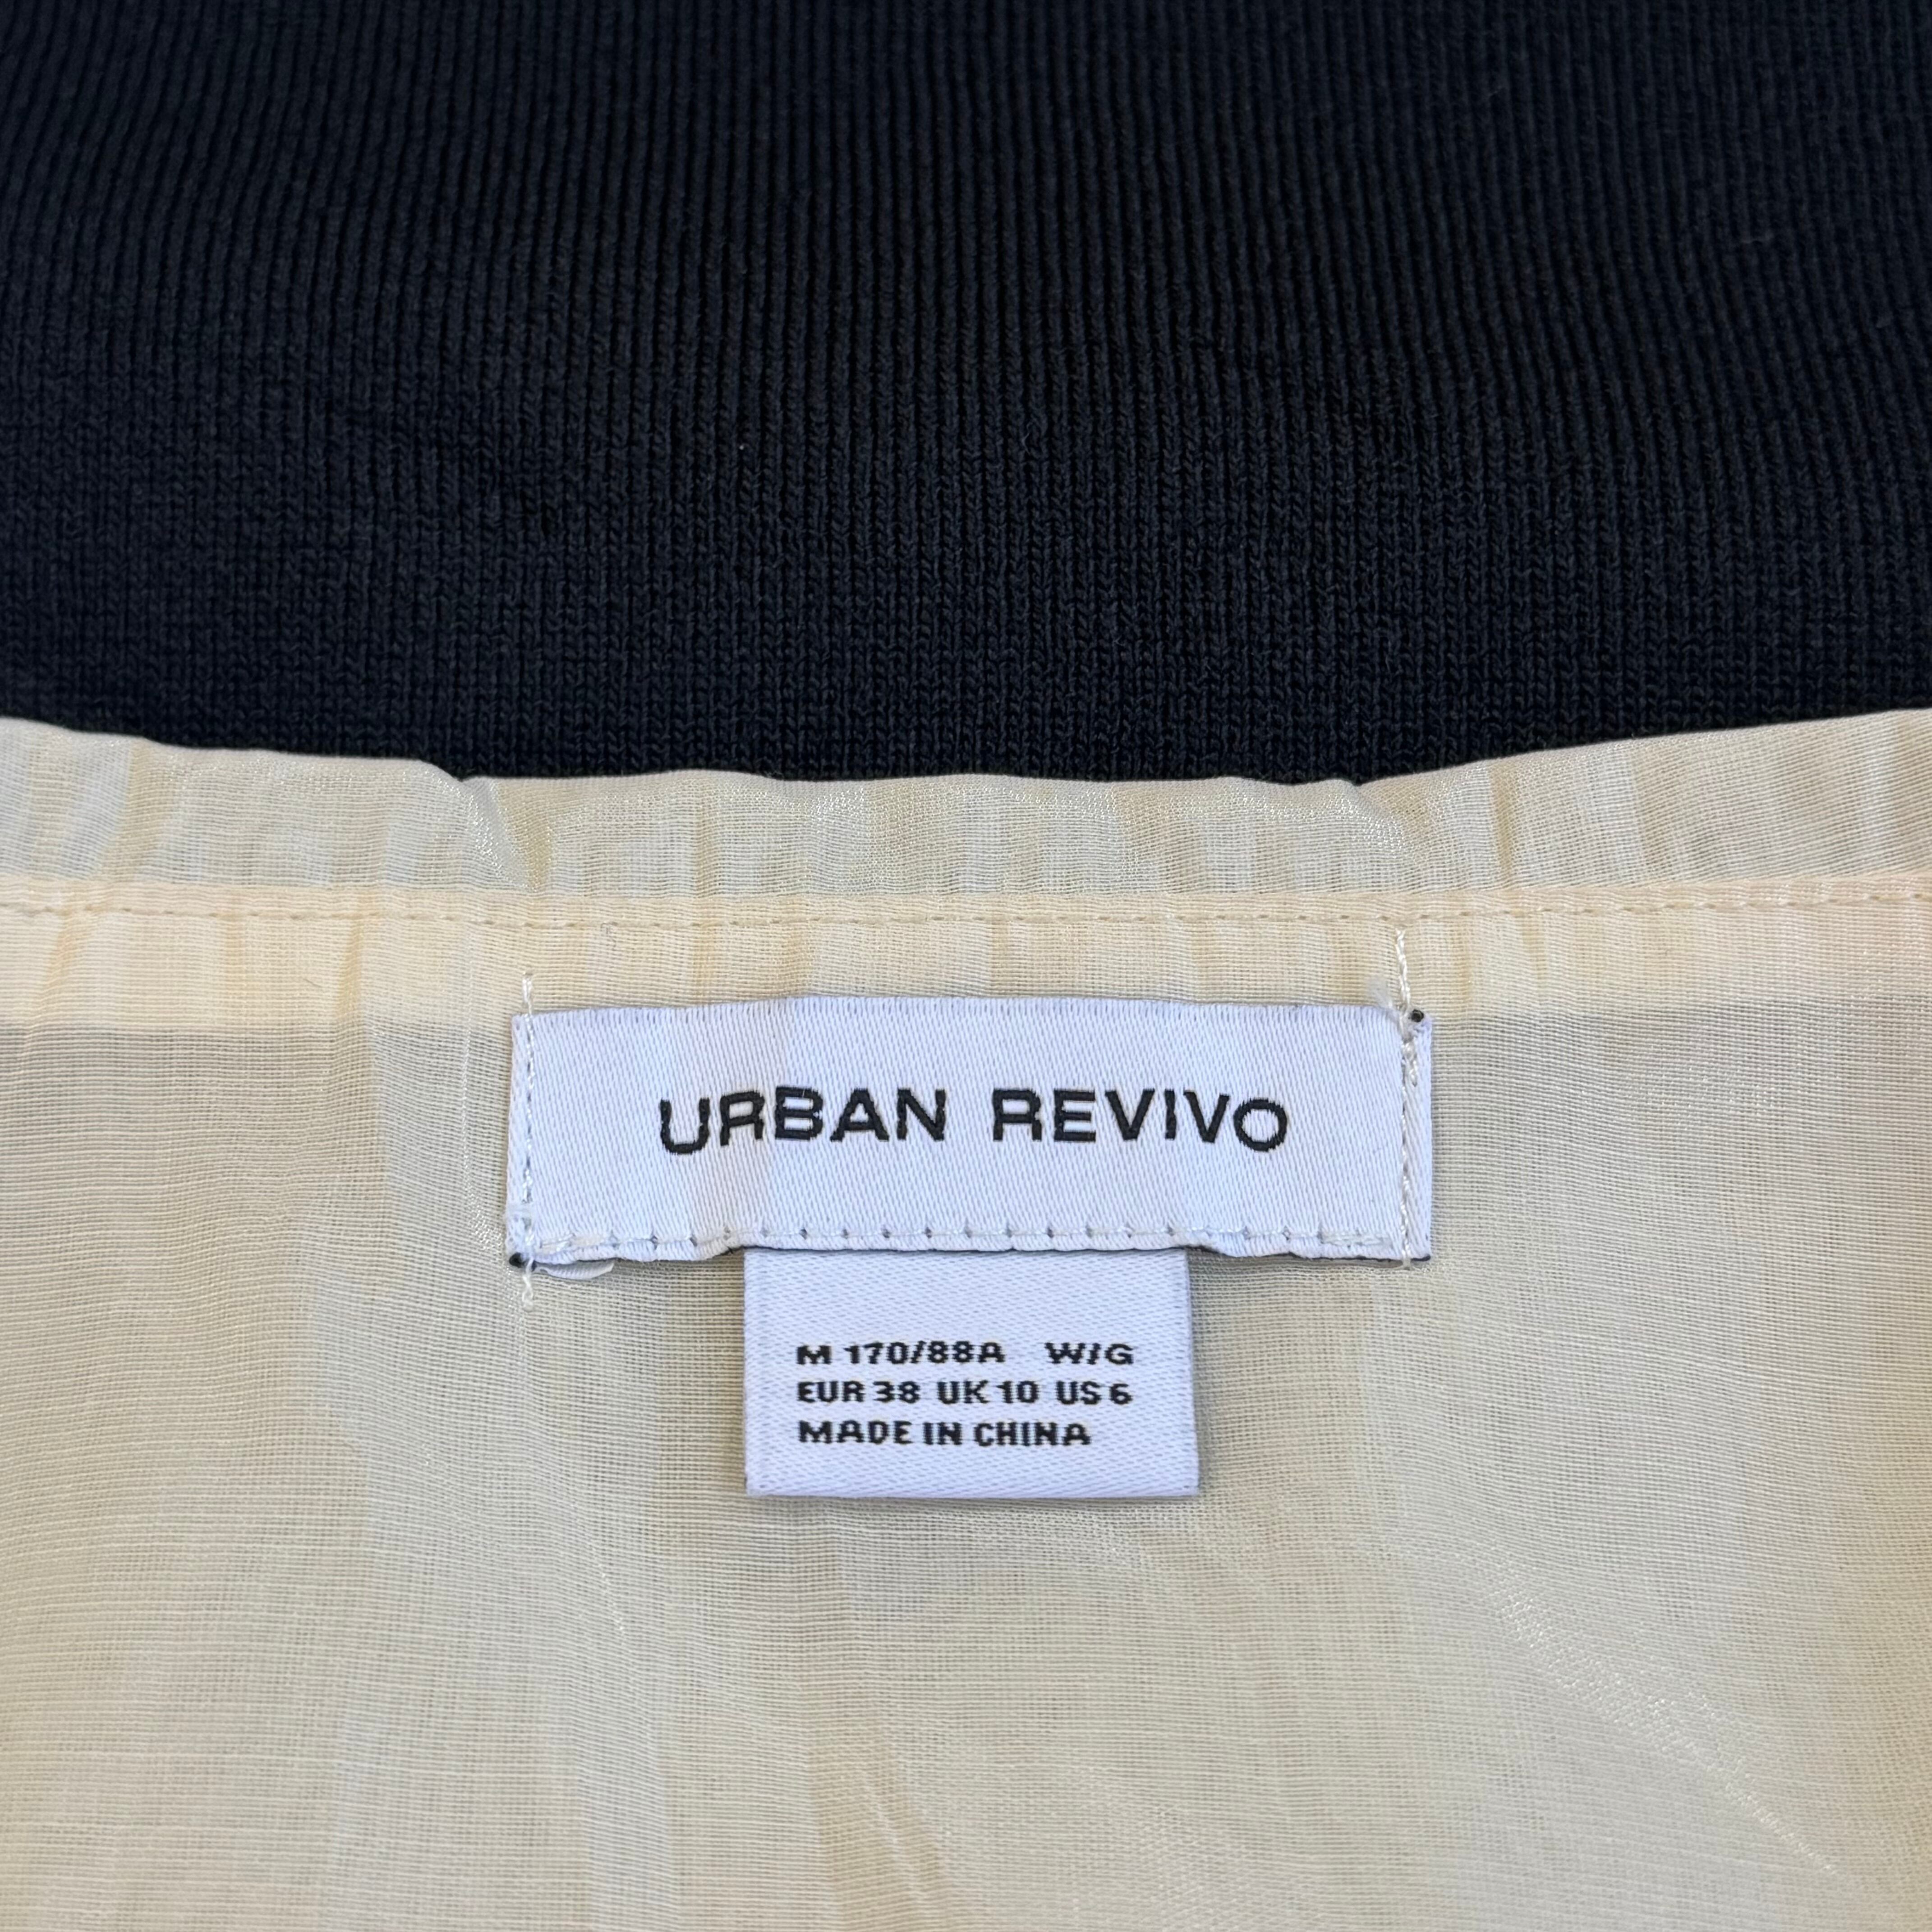 URBAN REVIVO
M 170/88A W/G
EUR 38 UK 10 US 6
MADE IN CHINA